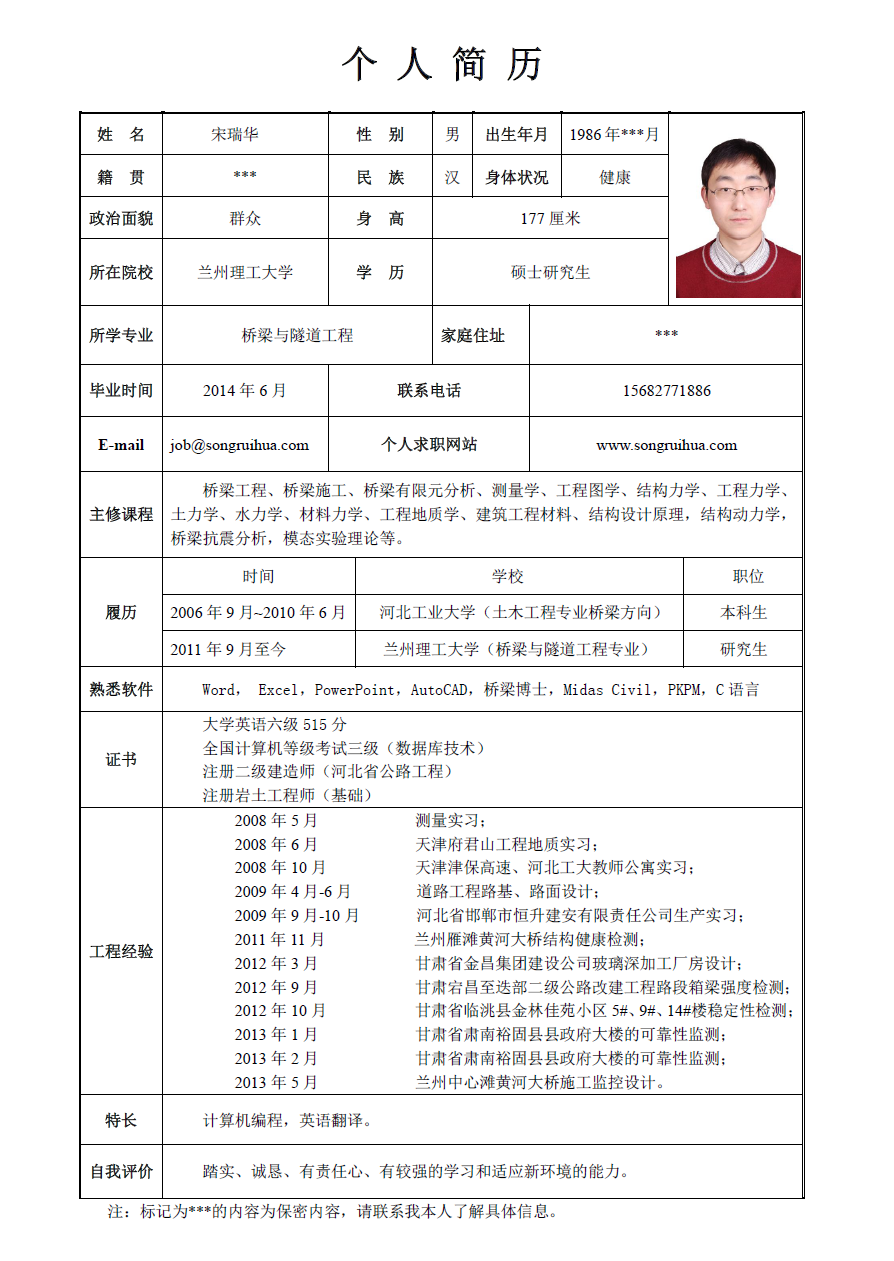 个 人 简 历
姓 名 宋瑞华 性 别 男 出生年月 1986 年***月
籍 贯 *** 民 族 汉 身体状况 健康
政治面貌 群众 身 高 177 厘米
所在院校 兰州理工大学 学 历 硕士研究生
所学专业 桥梁与隧道工程 家庭住址 ***
毕业时间 2014 年 6 月 联系电话 15682771886
E-mail job@songruihua.com 个人求职网站 www.songruihua.com
主修课程
桥梁工程、桥梁施工、桥梁有限元分析、测量学、工程图学、结构力学、工程力学、
土力学、水力学、材料力学、工程地质学、建筑工程材料、结构设计原理，结构动力学，
桥梁抗震分析，模态实验理论等。
履历
时间 学校 职位
2006 年 9 月~2010 年 6 月 河北工业大学（土木工程专业桥梁方向） 本科生
2011 年 9 月至今 兰州理工大学（桥梁与隧道工程专业） 研究生
熟悉软件 Word， Excel，PowerPoint，AutoCAD，桥梁博士，Midas Civil，PKPM，C 语言
证书
大学英语六级 515 分
全国计算机等级考试三级（数据库技术）
注册二级建造师（河北省公路工程）
注册岩土工程师（基础）
工程经验
2008 年 5 月 测量实习；
2008 年 6 月 天津府君山工程地质实习；
2008 年 10 月 天津津保高速、河北工大教师公寓实习；
2009 年 4 月-6 月 道路工程路基、路面设计；
2009 年 9 月-10 月 河北省邯郸市恒升建安有限责任公司生产实习；
2011 年 11 月 兰州雁滩黄河大桥结构健康检测；
2012 年 3 月 甘肃省金昌集团建设公司玻璃深加工厂房设计；
2012 年 9 月 甘肃宕昌至迭部二级公路改建工程路段箱梁强度检测；
2012 年 10 月 甘肃省临洮县金林佳苑小区 5#、9#、14#楼稳定性检测；
2013 年 1 月 甘肃省肃南裕固县县政府大楼的可靠性监测；
2013 年 2 月 甘肃省肃南裕固县县政府大楼的可靠性监测；
2013 年 5 月 兰州中心滩黄河大桥施工监控设计。
特长 计算机编程，英语翻译。
自我评价 踏实、诚恳、有责任心、有较强的学习和适应新环境的能力。
注：标记为***的内容为保密内容，请联系我本人了解具体信息。